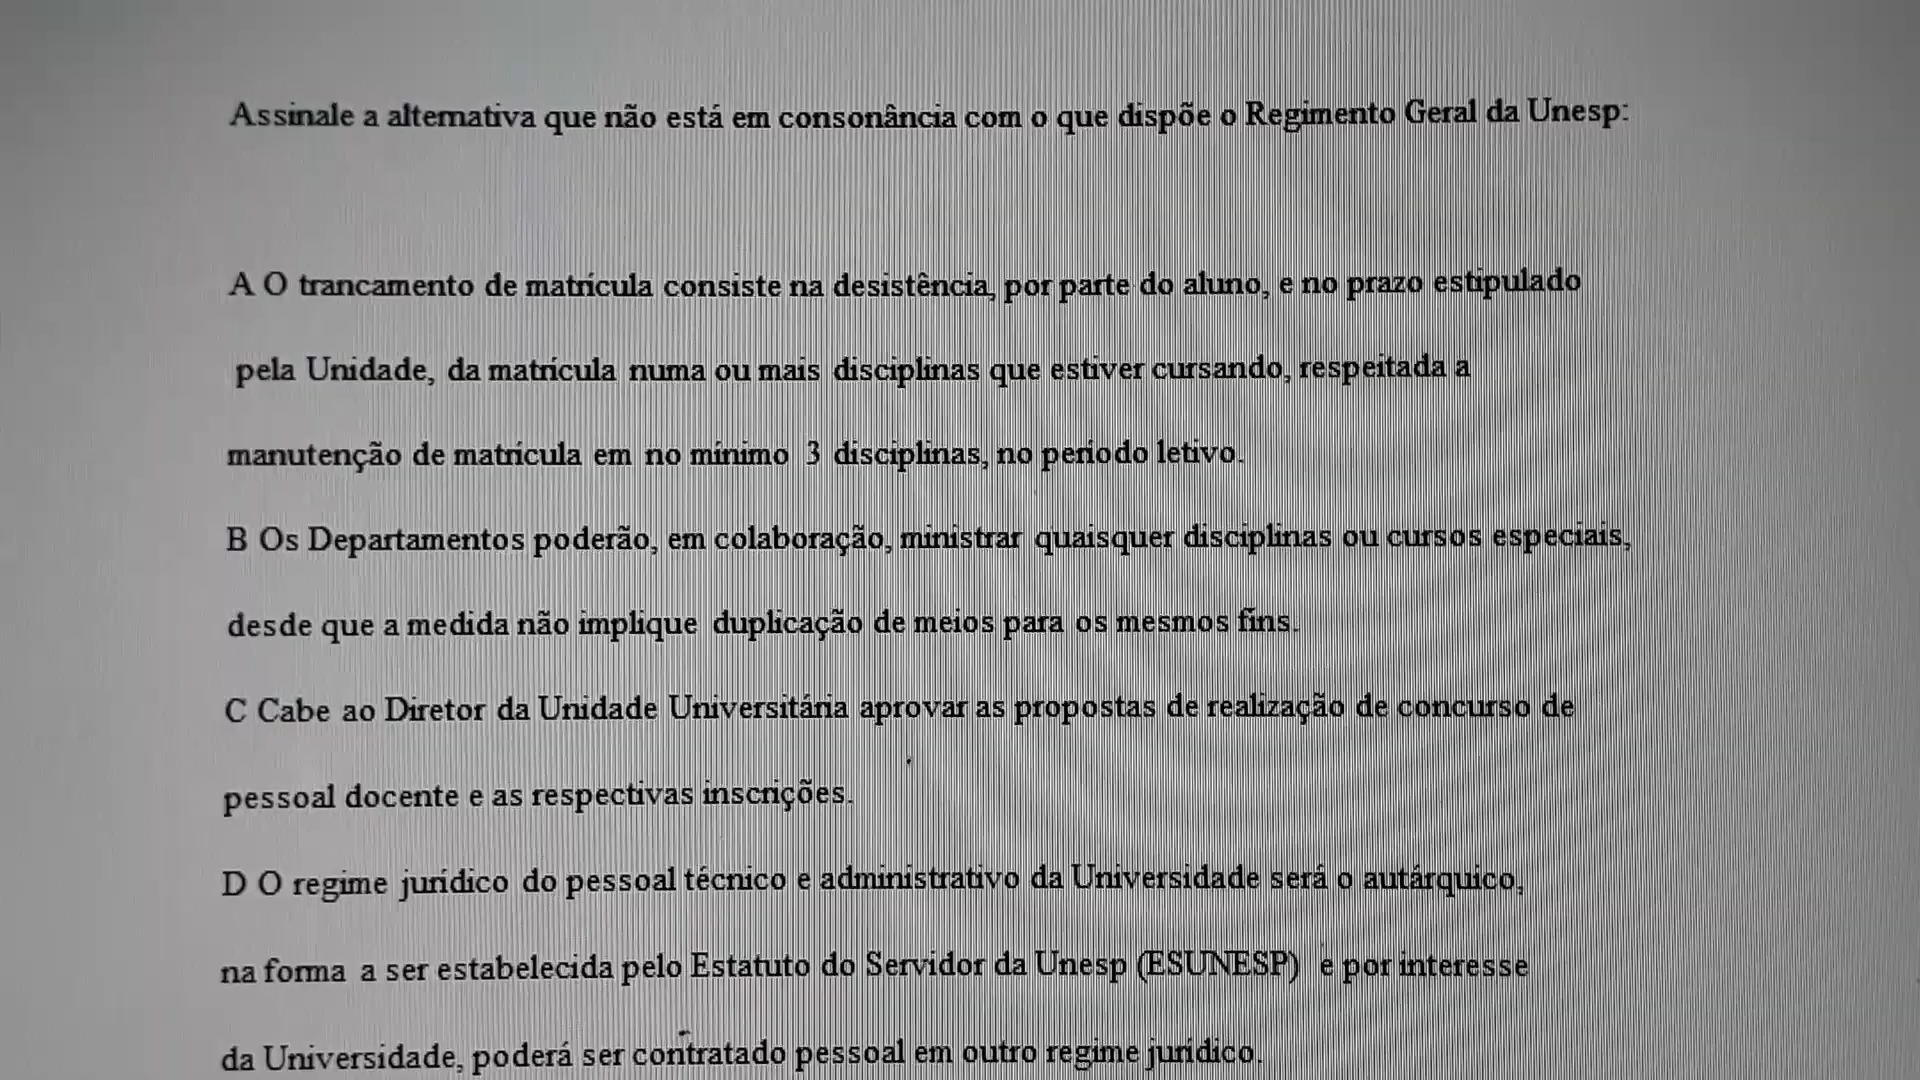 Assinale a alternativa que não está em consonância com o que dispõe o Regimento Geral da Unesp:
A O trancamento de matrícula consiste na desistência, por parte do aluno, e no prazo estipulado
pela Unidade, da matrícula numa ou mais disciplinas que estiver cursando, respeitada a
manutenção de matrícula em no mínimo 3 disciplinas, no período letivo.
B Os Departamentos poderão, em colaboração, ministrar quaisquer disciplinas ou cursos especiais,
desde que a medida não implique duplicação de meios para os mesmos fins.
C Cabe ao Diretor da Unidade Universitária aprovar as propostas de realização de concurso de
pessoal docente e as respectivas inscrições.
D O regime jurídico do pessoal técnico e administrativo da Universidade será o autárquico,
na forma a ser estabelecida pelo Estatuto do Servidor da Unesp (ESUNESP) e por interesse
da Universidade, poderá ser contratado pessoal em outro regime jurídico.